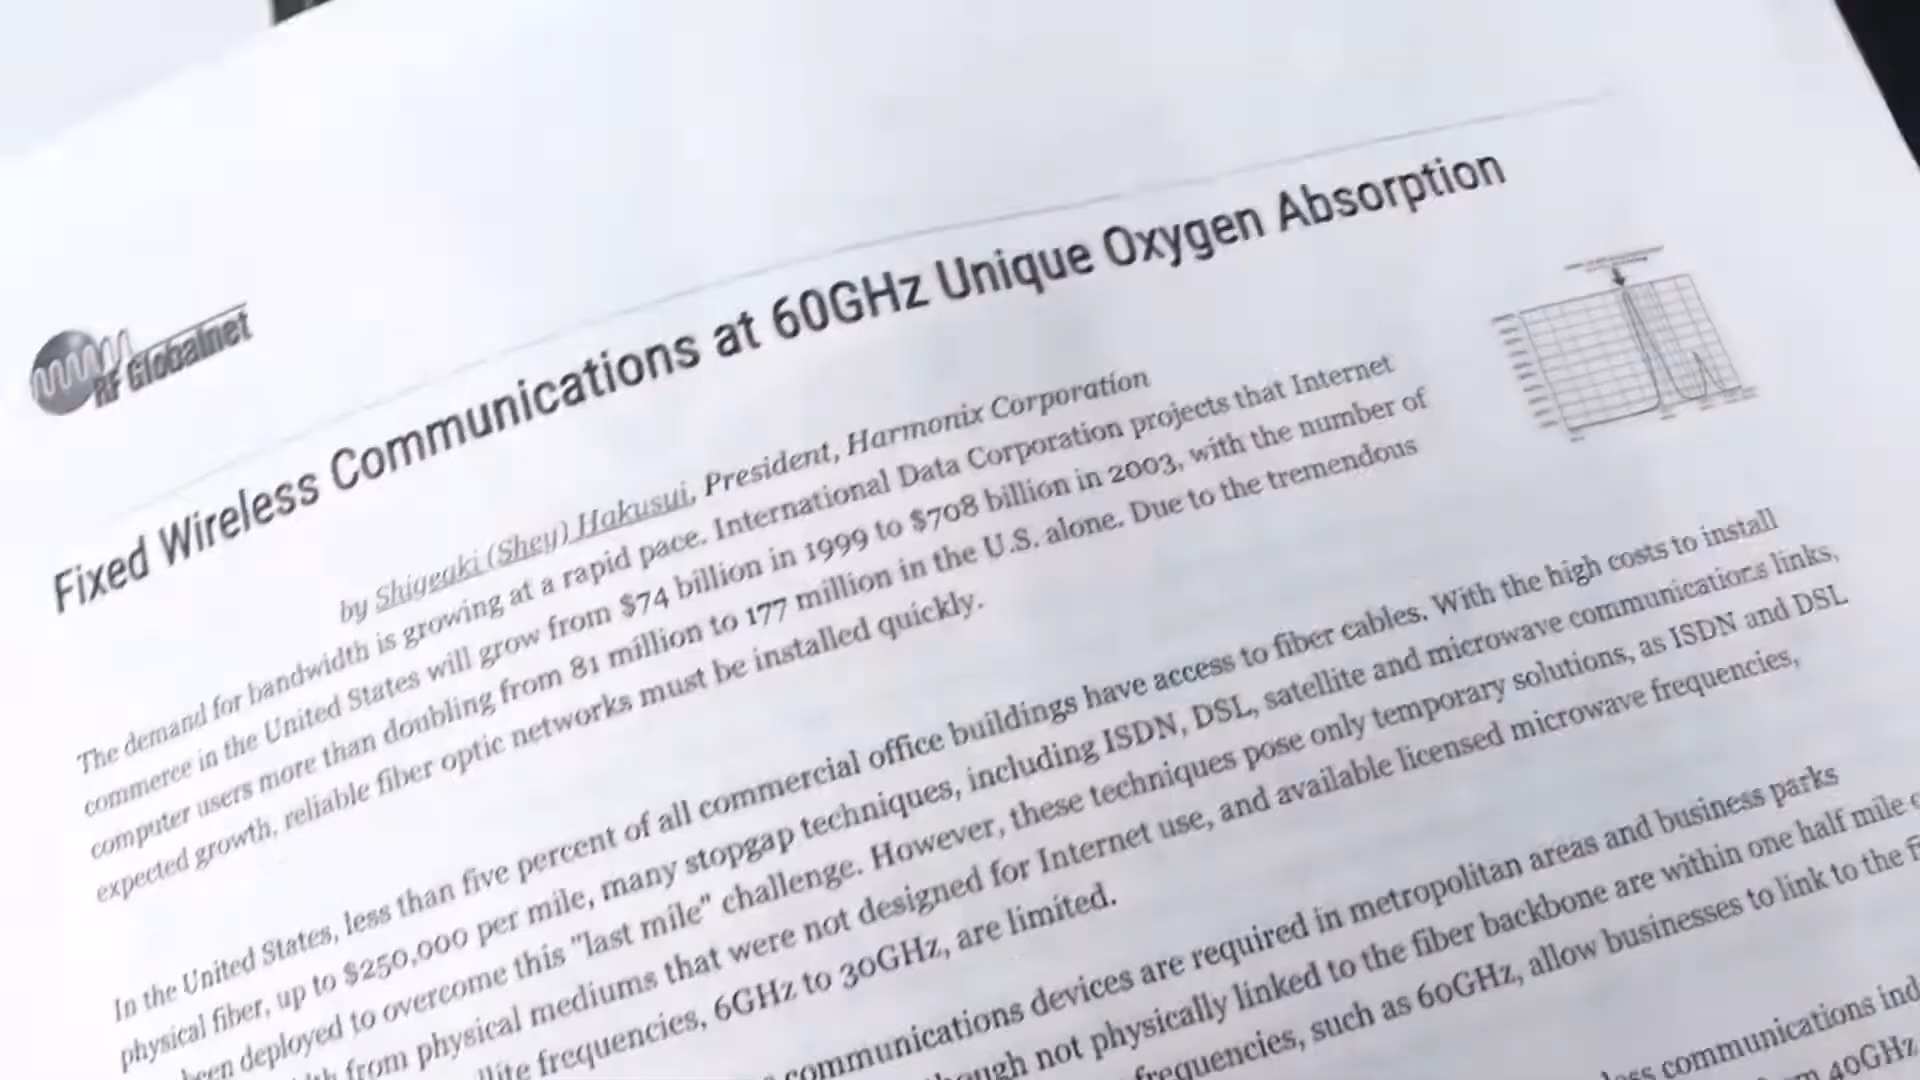 RF Globalnet
Fixed Wireless Communications at 60GHz Unique Oxygen Absorption
by Shigeaki (Shey) Hakusui, President, Harmonix Corporation
The demand for bandwidth is growing at a rapid pace. International Data Corporation projects that Internet
commerce in the United States will grow from $74 billion in 1999 to $708 billion in 2003, with the number of
computer users more than doubling from 81 million to 177 million in the U.S. alone. Due to the tremendous
expected growth, reliable fiber optic networks must be installed quickly.
In the United States, less than five percent of all commercial office buildings have access to fiber cables. With the high costs to install
physical fiber, up to $250,000 per mile, many stopgap techniques, including ISDN, DSL, satellite and microwave communications links,
been deployed to overcome this "last mile" challenge. However, these techniques pose only temporary solutions, as ISDN and DSL
from physical mediums that were not designed for Internet use, and available licensed microwave frequencies,
frequencies, 6GHz to 30GHz, are limited.
communications devices are required in metropolitan areas and business parks
not physically linked to the fiber backbone are within one half mile
frequencies, such as 60GHz, allow businesses to link to the
communications
40GHz